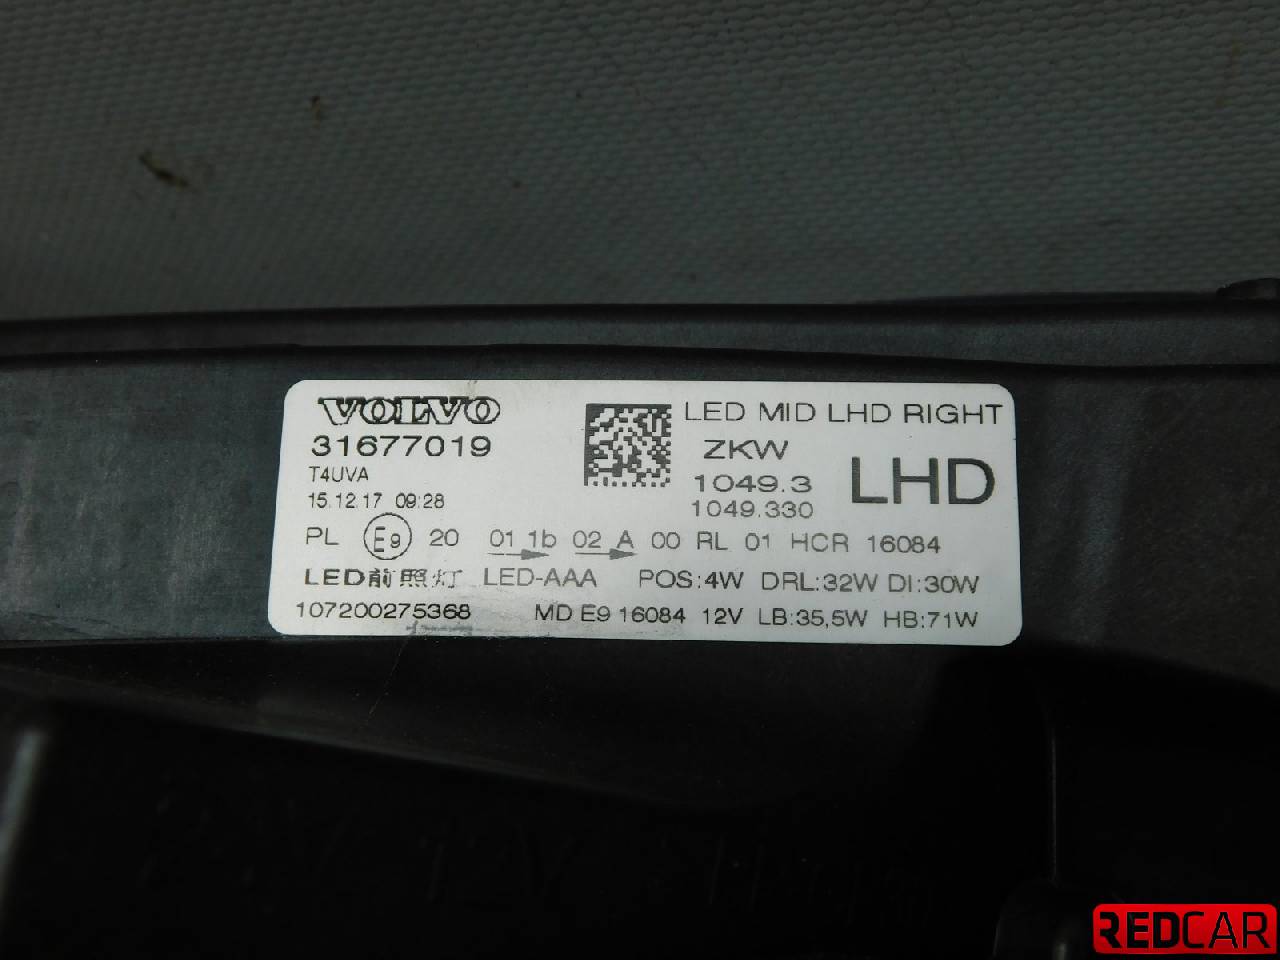 VOLVO
31677019
T4UVA
15.12.17 09:28
LED MID LHD RIGHT
ZKW
1049.3
1049.330
LHD
PL E9 20 01 1b 02 A 00 RL 01 HCR 16084
LED前照灯 LED-AAA POS:4W DRL:32W DI:30W
107200275368 MD E9 16084 12V LB:35,5W HB:71W
REDCAR